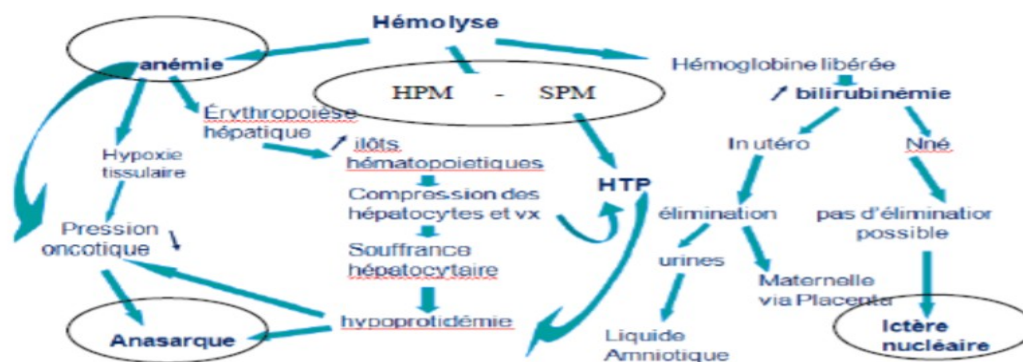 Hémolyse
anémie
HPM - SPM
Hémoglobine libérée
bilirubinémie
Érythropoïèse
hépatique
Hypoxie
tissulaire
ilôts
hématopoietiques
In utéro
Nné
Compression des
hépatocytes et vx
HTP
élimination
pas d'élimination
possible
Pression
oncotique
Souffrance
hépatocytaire
urines
Maternelle
via Placenta
hypoprotidémie
Anasarque
Liquide
Amniotique
Ictère
nucléaire